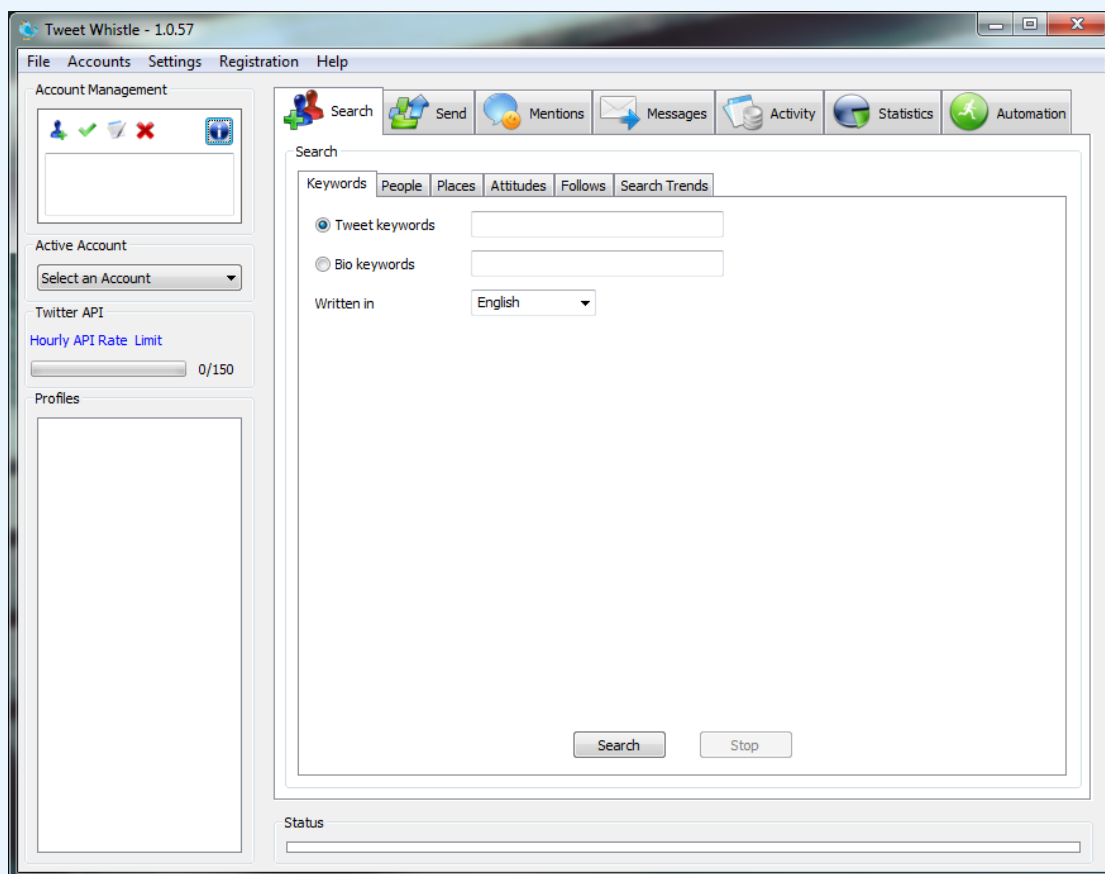 Tweet Whistle - 1.0.57
File Accounts Settings Registration Help
Account Management
Active Account
Select an Account
Twitter API
Hourly API Rate Limit
0/150
Profiles
Search Send Mentions Messages Activity Statistics Automation
Search
Keywords People Places Attitudes Follows Search Trends
Tweet keywords
Bio keywords
Written in English
Search Stop
Status